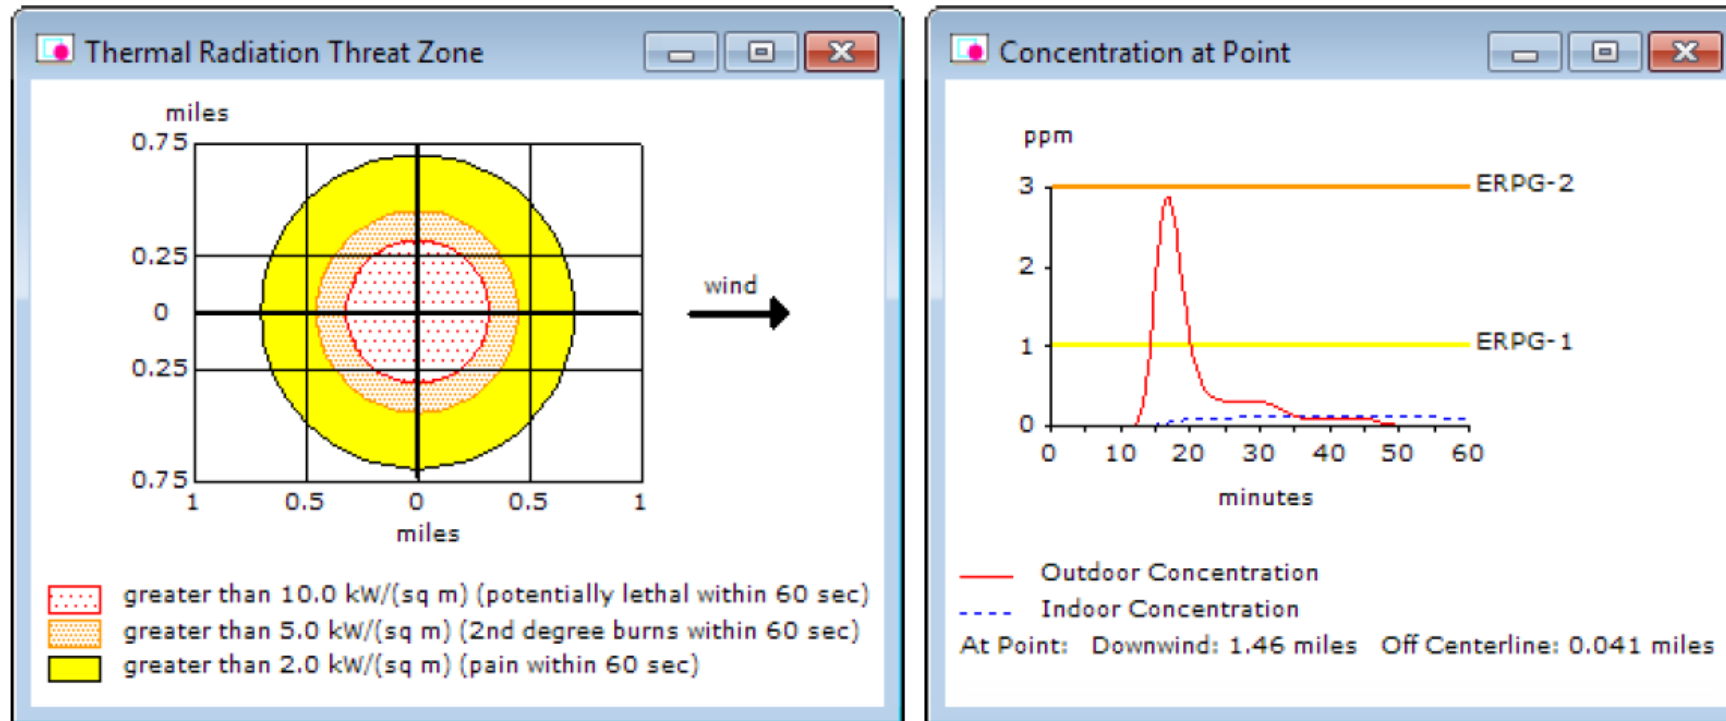 Thermal Radiation Threat Zone
miles
0.75
0.25
0
0.25
0.75
1 0.5 0 0.5 1
miles
wind
greater than 10.0 kW/(sq m) (potentially lethal within 60 sec)
greater than 5.0 kW/(sq m) (2nd degree burns within 60 sec)
greater than 2.0 kW/(sq m) (pain within 60 sec)
Concentration at Point
ppm
3
2
1
0
ERPG-2
ERPG-1
0 10 20 30 40 50 60
minutes
Outdoor Concentration
Indoor Concentration
At Point: Downwind: 1.46 miles Off Centerline: 0.041 miles